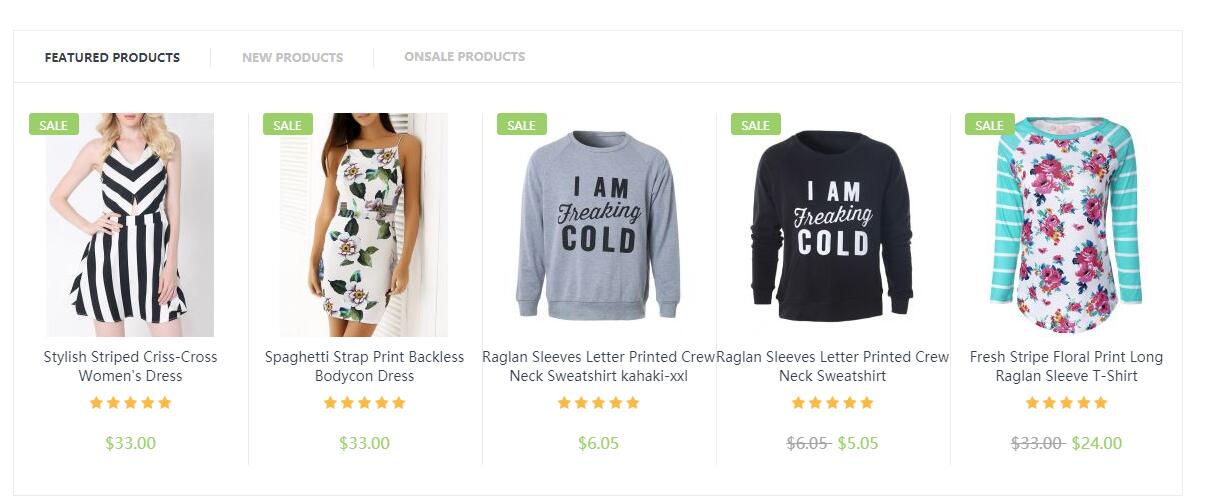 FEATURED PRODUCTS
NEW PRODUCTS
ONSALE PRODUCTS
SALE
Stylish Striped Criss-Cross
Women's Dress
$33.00
SALE
Spaghetti Strap Print Backless
Bodycon Dress
$33.00
SALE
I AM
Freaking
COLD
Raglan Sleeves Letter Printed Crew
Neck Sweatshirt kahaki-xxl
$6.05
SALE
I AM
Freaking
COLD
Raglan Sleeves Letter Printed Crew
Neck Sweatshirt
$6.05 $5.05
SALE
Fresh Stripe Floral Print Long
Raglan Sleeve T-Shirt
$33.00 $24.00